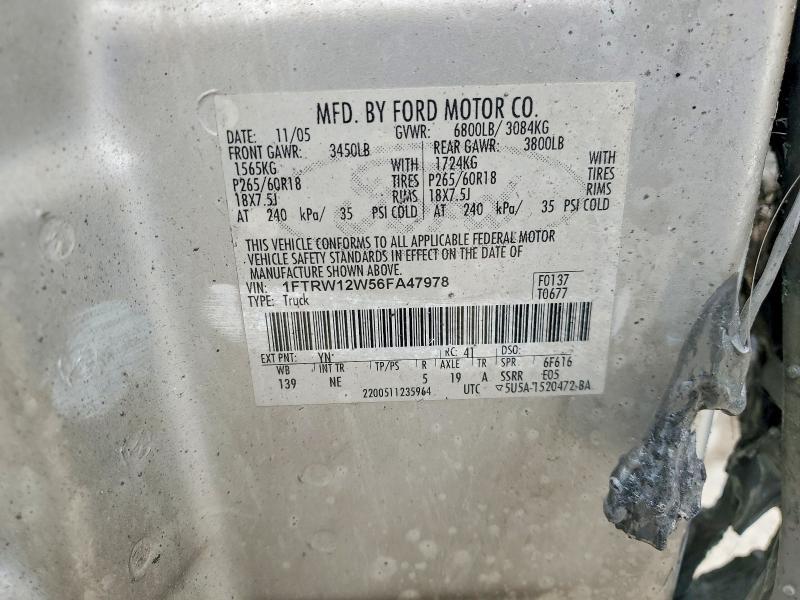 MFD. BY FORD MOTOR CO.
DATE: 11/05 GVWR: 6800LB/ 3084KG
FRONT GAWR: 3450LB REAR GAWR: 3800LB
1565KG WITH 1724KG WITH
P265/60R18 TIRES P265/60R18 TIRES
18X7.5J RIMS 18X7.5J RIMS
AT 240 kPa/ 35 PSI COLD AT 240 kPa/ 35 PSI COLD
THIS VEHICLE CONFORMS TO ALL APPLICABLE FEDERAL MOTOR
VEHICLE SAFETY STANDARDS IN EFFECT ON THE DATE OF
MANUFACTURE SHOWN ABOVE.
VIN: 1FTRW12W56FA47978 F0137
TYPE: Truck T0677
EXT PNT: YN RC: 41 DSO:
WB INT TR TP/PS R AXLE TR SPR 6F616
139 NE 5 19 A SSRR E05
2200511235964 UTC 5U5A-1520472-BA